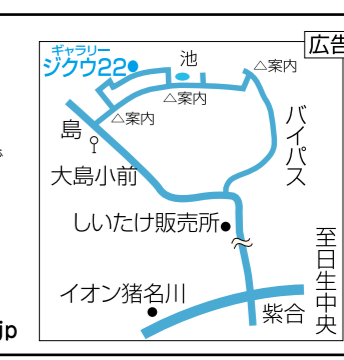 広告
ギャラリー
ジクウ22
池
△案内
△案内
△案内
島
大島小前
バイパス
しいたけ販売所
至日生中央
イオン猪名川
紫合
jp